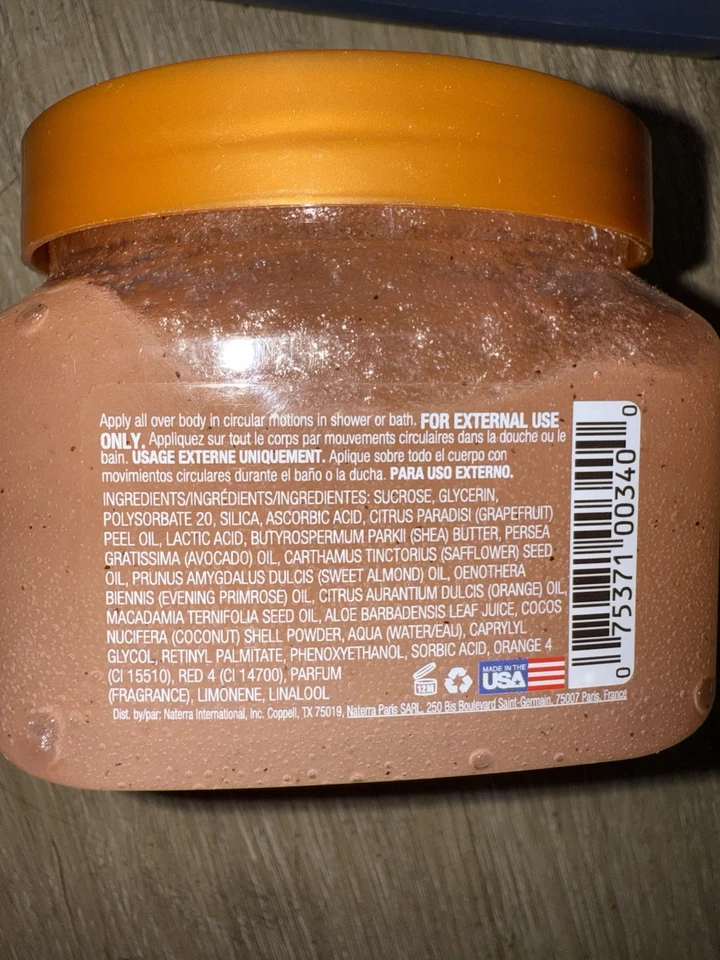 Apply all over body in circular motions in shower or bath. FOR EXTERNAL USE
ONLY. Appliquez sur tout le corps par mouvements circulaires dans la douche ou le
bain. USAGE EXTERNE UNIQUEMENT. Aplique sobre todo el cuerpo con
movimientos circulares durante el baño o la ducha. PARA USO EXTERNO.
INGREDIENTS/INGRÉDIENTS/INGREDIENTES: SUCROSE, GLYCERIN,
POLYSORBATE 20, SILICA, ASCORBIC ACID, CITRUS PARADISI (GRAPEFRUIT)
PEEL OIL, LACTIC ACID, BUTYROSPERMUM PARKII (SHEA) BUTTER, PERSEA
GRATISSIMA (AVOCADO) OIL, CARTHAMUS TINCTORIUS (SAFFLOWER) SEED
OIL, PRUNUS AMYGDALUS DULCIS (SWEET ALMOND) OIL, OENOTHERA
BIENNIS (EVENING PRIMROSE) OIL, CITRUS AURANTIUM DULCIS (ORANGE) OIL,
MACADAMIA TERNIFOLIA SEED OIL, ALOE BARBADENSIS LEAF JUICE, COCOS
NUCIFERA (COCONUT) SHELL POWDER, AQUA (WATER/EAU), CAPRYLYL
GLYCOL, RETINYL PALMITATE, PHENOXYETHANOL, SORBIC ACID, ORANGE 4
(CI 15510), RED 4 (CI 14700), PARFUM
(FRAGRANCE), LIMONENE, LINALOOL
12M
MADE IN THE
USA
Dist. by/par: Naterra International, Inc. Coppell, TX 75019, Naterra Paris SARL, 250 Bis Boulevard Saint-Germain, 75007 Paris, France
0 75371 00340 0